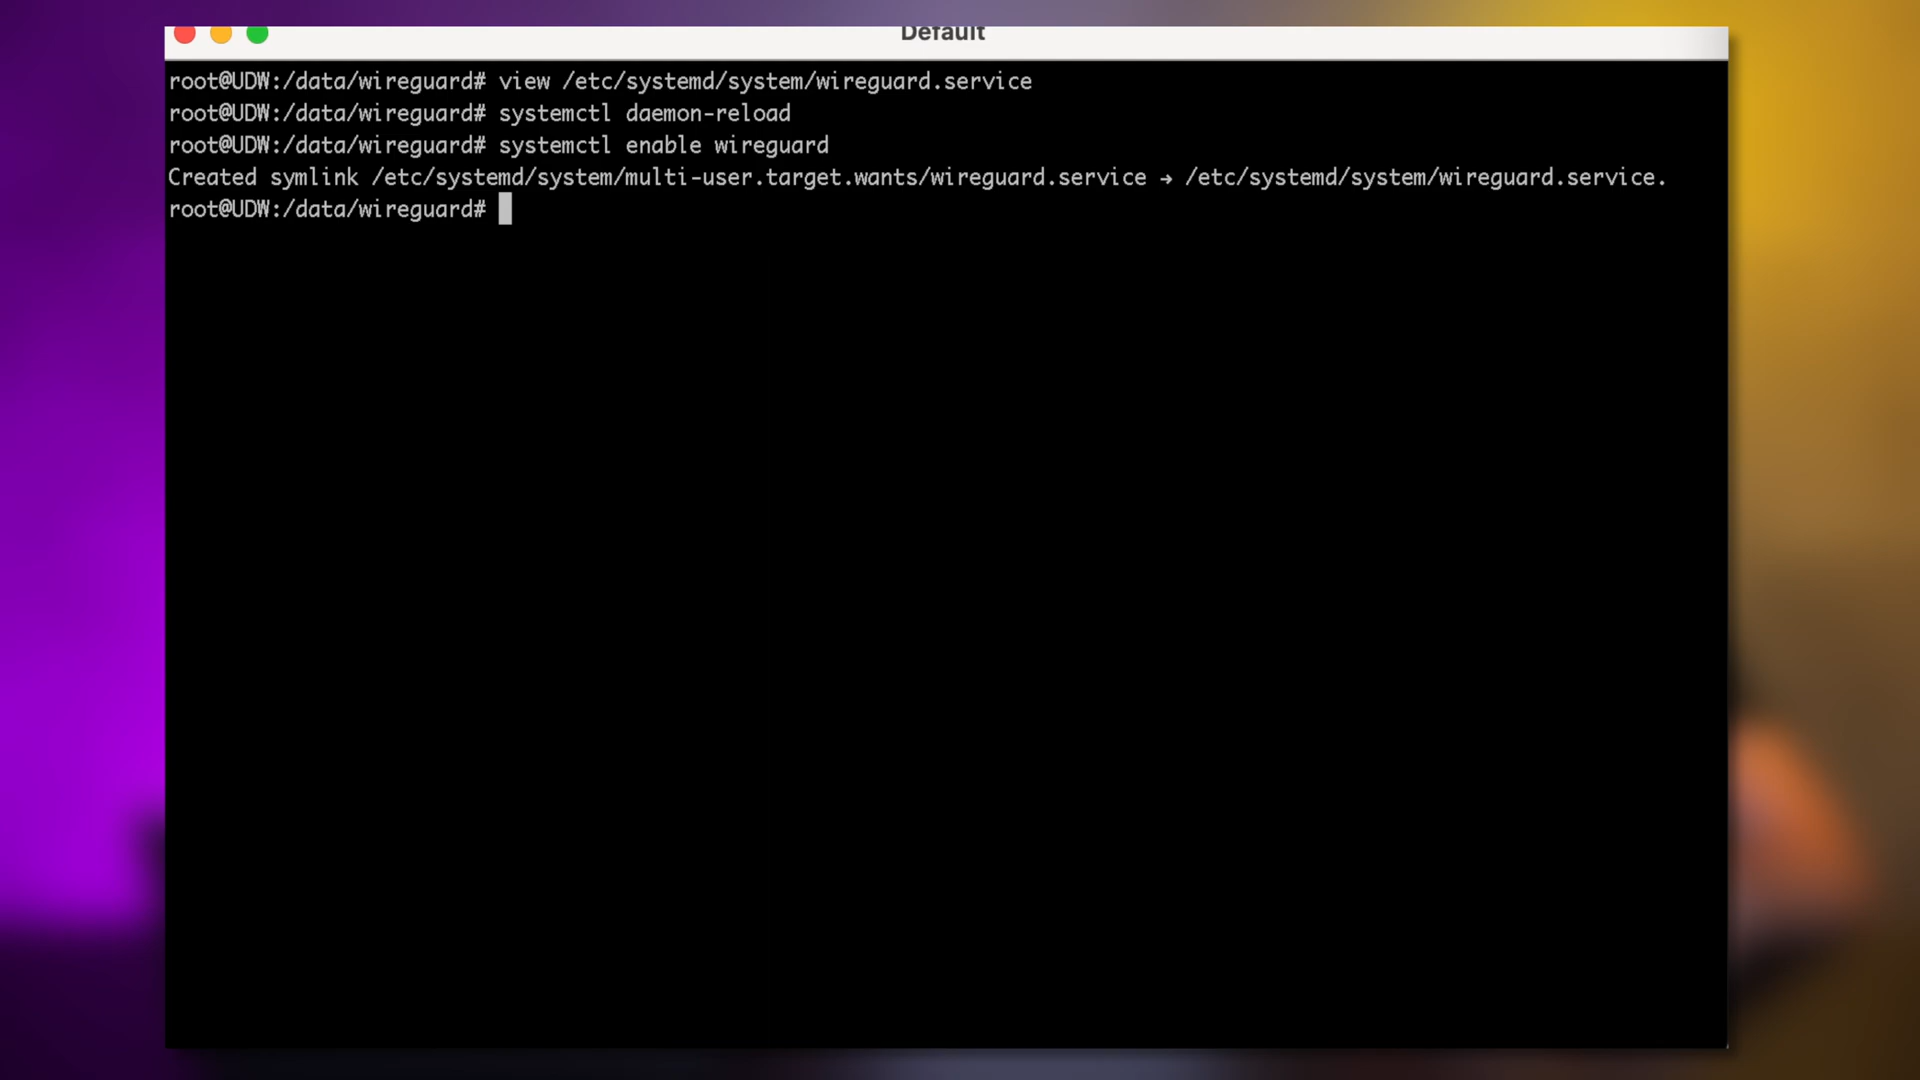 Default
root@UDW:/data/wireguard# view /etc/systemd/system/wireguard.service
root@UDW:/data/wireguard# systemctl daemon-reload
root@UDW:/data/wireguard# systemctl enable wireguard
Created symlink /etc/systemd/system/multi-user.target.wants/wireguard.service → /etc/systemd/system/wireguard.service.
root@UDW:/data/wireguard#